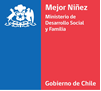 Mejor Niñez
Ministerio de
Desarrollo Social
y Familia
Gobierno de Chile